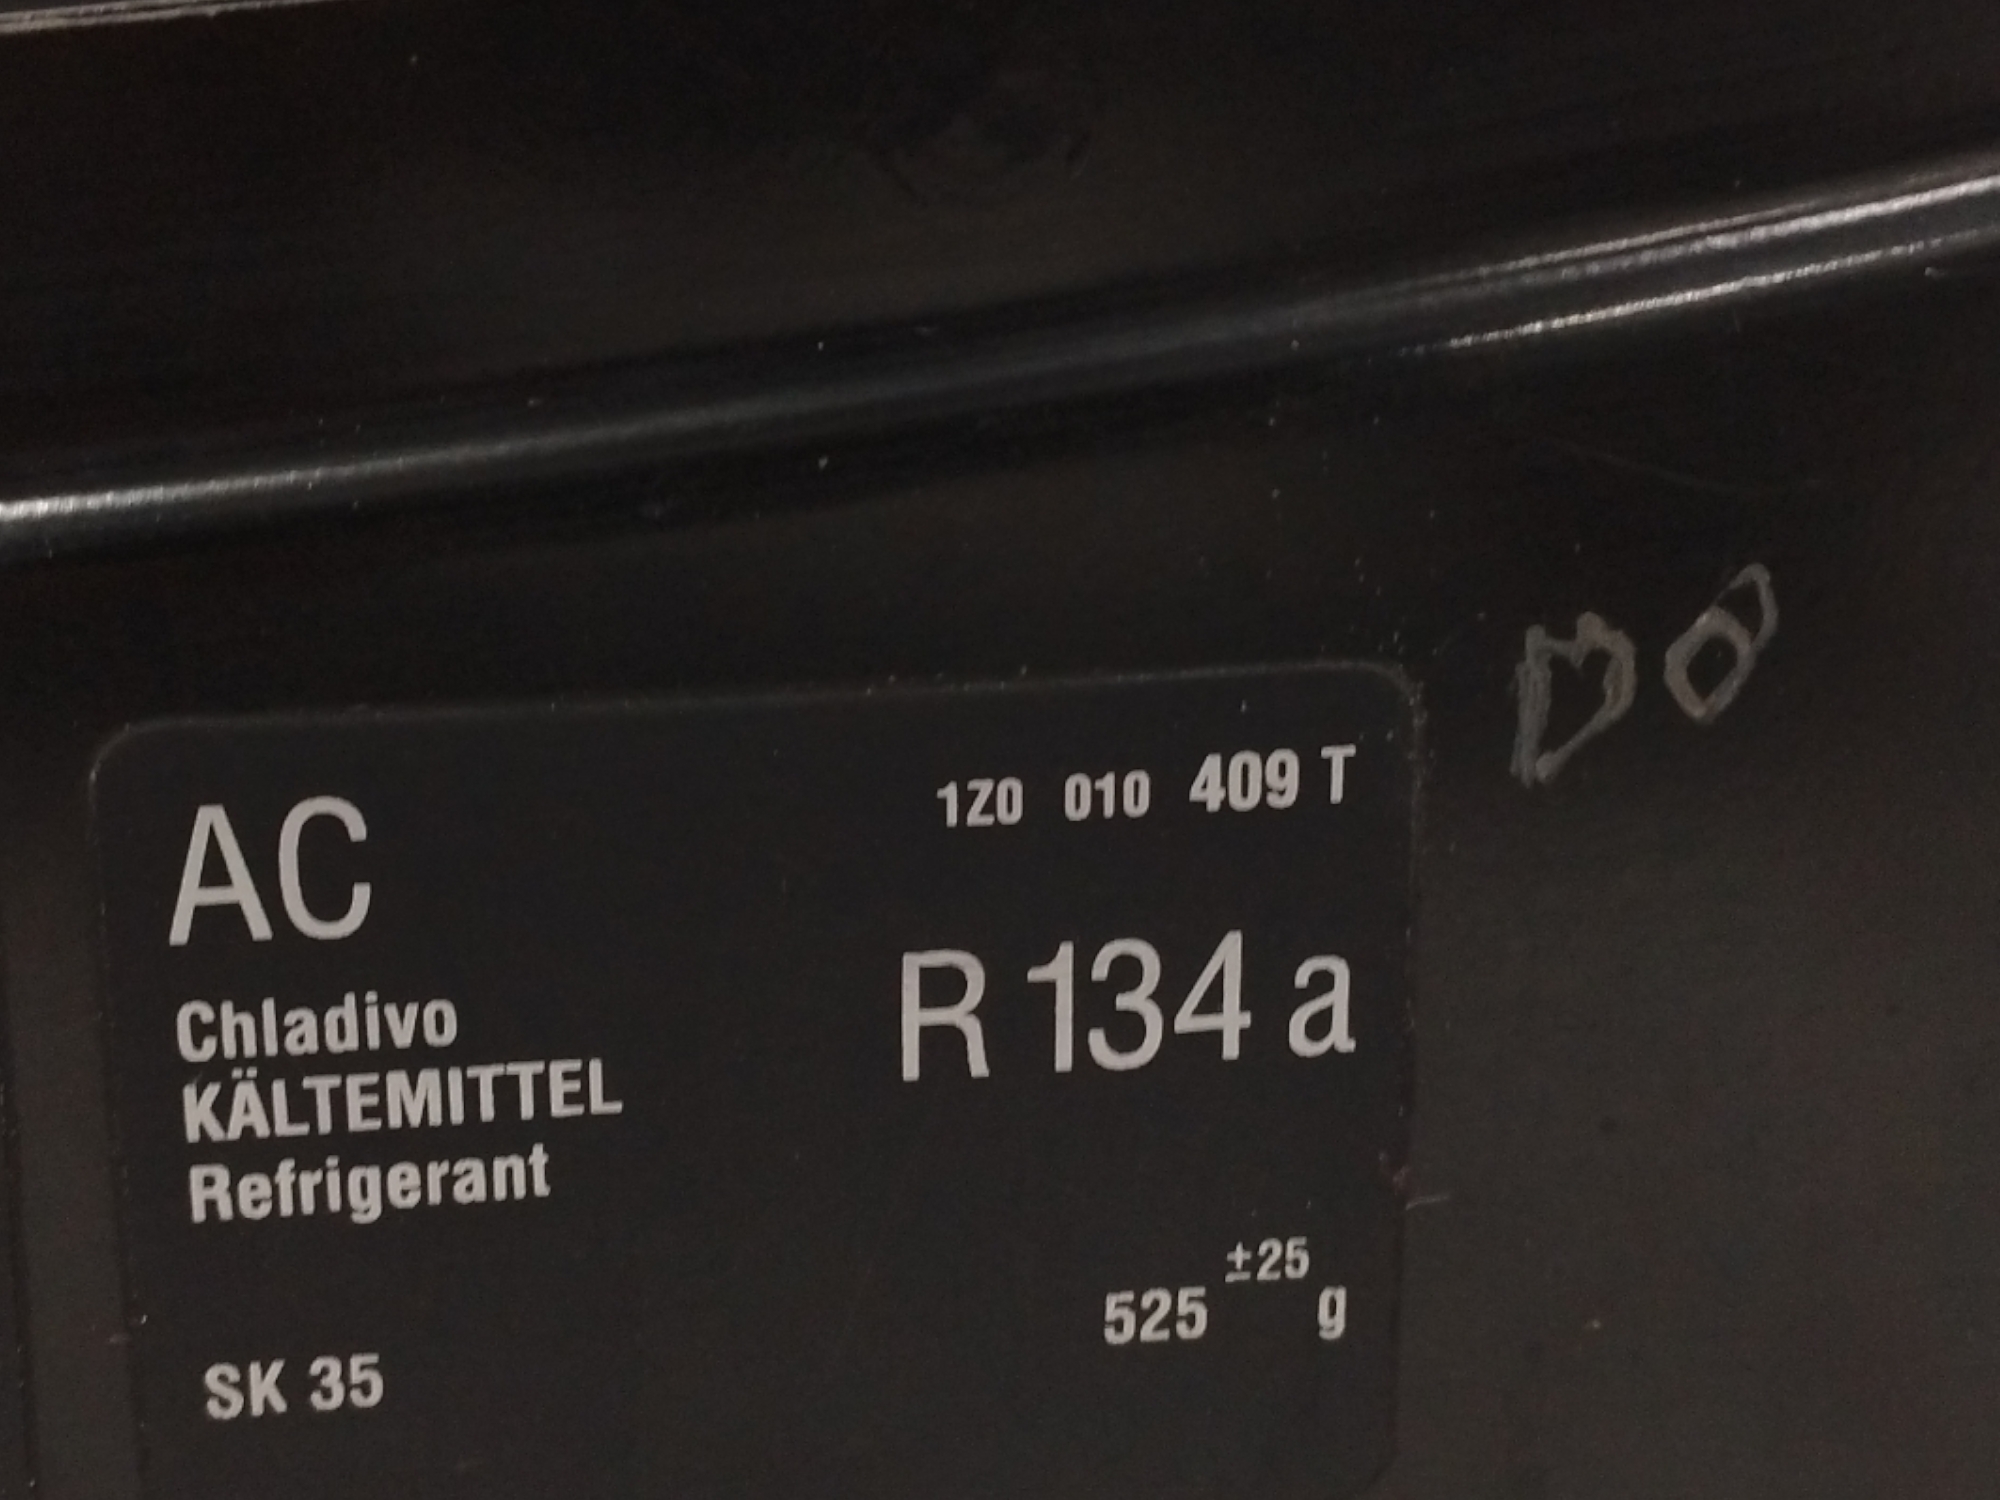 AC
1Z0 010 409 T
R 134 a
Chladivo
KÄLTEMITTEL
Refrigerant
525 ±25 g
SK 35